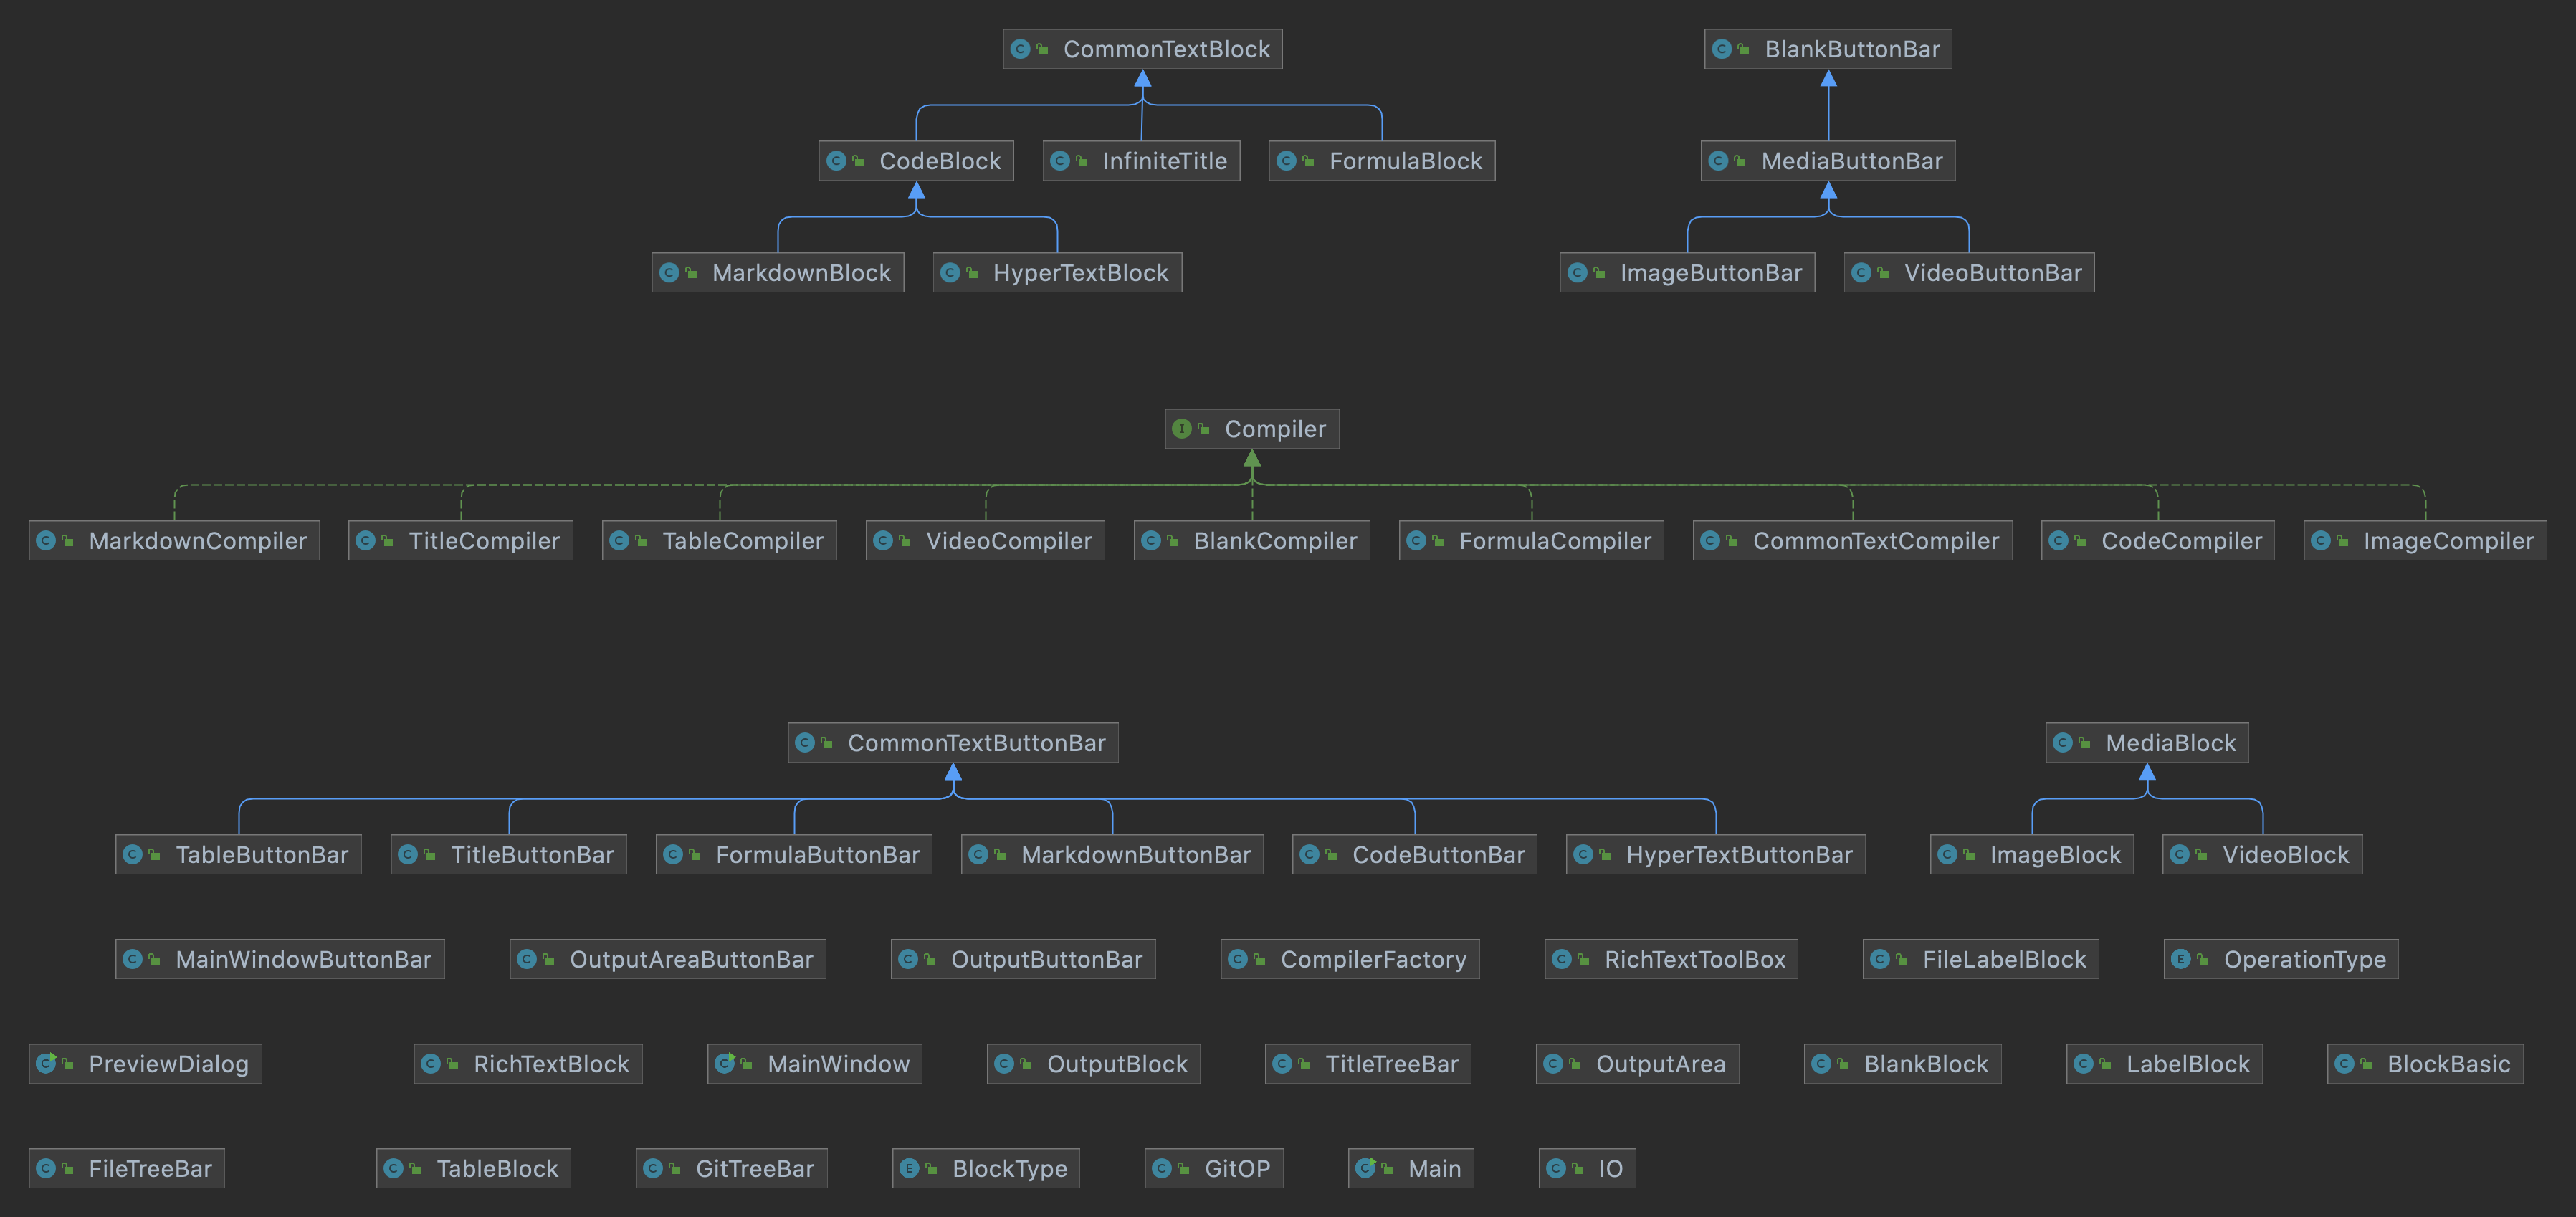 CommonTextBlock BlankButtonBar
CodeBlock InfiniteTitle FormulaBlock MediaButtonBar
MarkdownBlock HyperTextBlock ImageButtonBar VideoButtonBar
Compiler
MarkdownCompiler TitleCompiler TableCompiler VideoCompiler BlankCompiler FormulaCompiler CommonTextCompiler CodeCompiler ImageCompiler
CommonTextButtonBar MediaBlock
TableButtonBar TitleButtonBar FormulaButtonBar MarkdownButtonBar CodeButtonBar HyperTextButtonBar ImageBlock VideoBlock
MainWindowButtonBar OutputAreaButtonBar OutputButtonBar CompilerFactory RichTextToolBox FileLabelBlock OperationType
PreviewDialog RichTextBlock MainWindow OutputBlock TitleTreeBar OutputArea BlankBlock LabelBlock BlockBasic
FileTreeBar TableBlock GitTreeBar BlockType GitOP Main IO